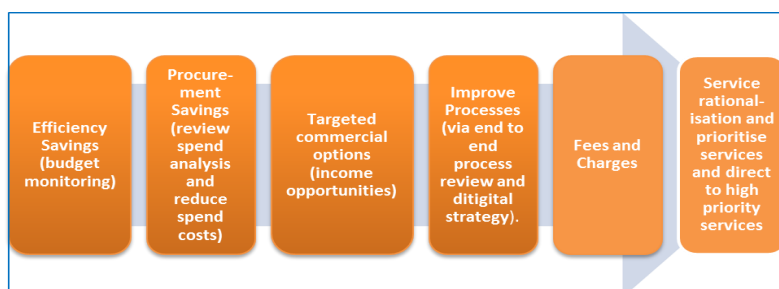 Efficiency
Savings
(budget
monitoring)
Procure-
ment
Savings
(review
spend
analysis
and
reduce
spend
costs)
Targeted
commercial
options
(income
opportunities)
Improve
Processes
(via end to
end
process
review and
ditigital
strategy).
Fees and
Charges
Service
rational-
isation and
prioritise
services
and direct
to high
priority
services